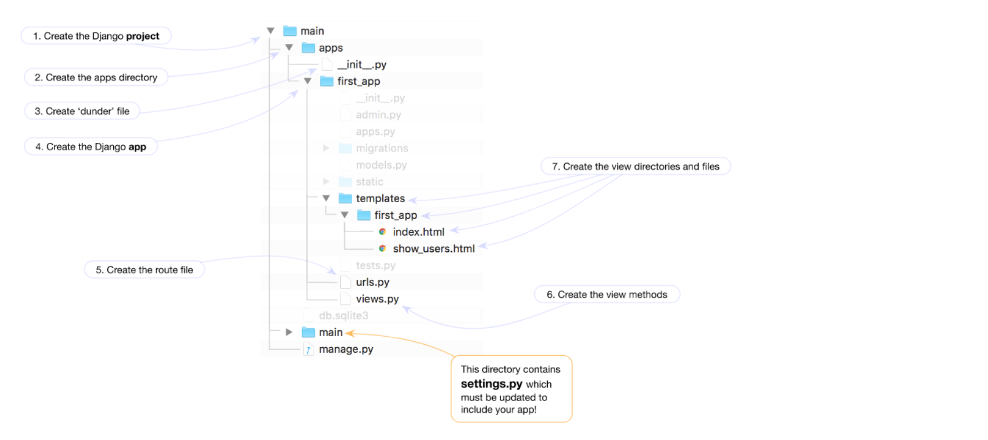 1. Create the Django project
main
apps
2. Create the apps directory
__init__.py
first_app
3. Create ‘dunder’ file
__init__.py
admin.py
apps.py
4. Create the Django app
migrations
models.py
7. Create the view directories and files
static
templates
first_app
index.html
show_users.html
5. Create the route file
tests.py
urls.py
6. Create the view methods
views.py
db.sqlite3
main
manage.py
This directory contains
settings.py which
must be updated to
include your app!